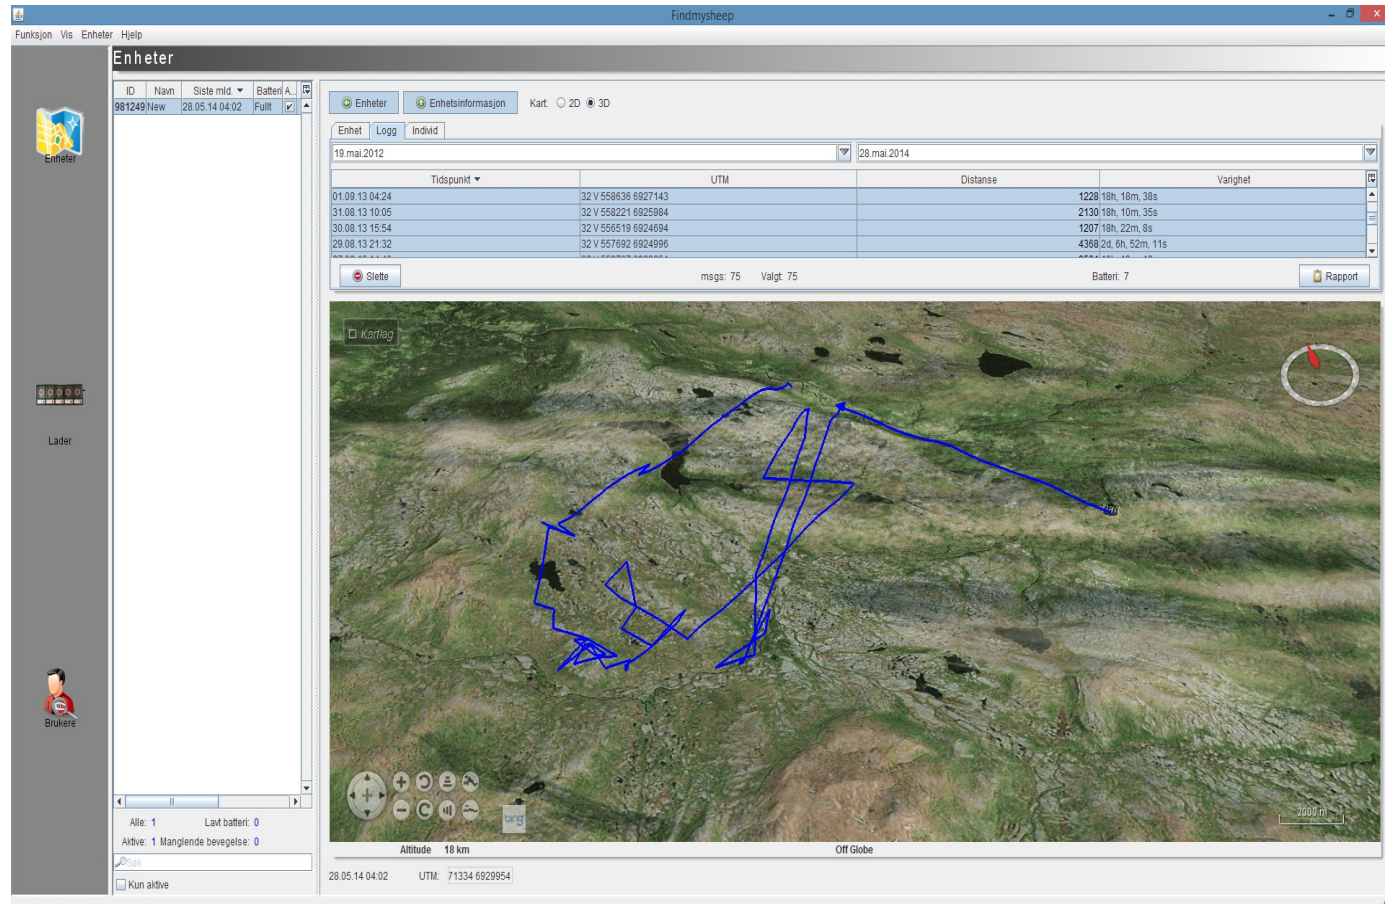 Findmysheep
Funksjon Vis Enheter Hjelp
Enheter
ID Navn Siste mld. Batteri A...
981249 New 28.05.14 04:02 Fullt
Enheter Enhetsinformasjon Kart: 2D 3D
Enhet Logg Individ
19.mai.2012 28.mai.2014
Tidspunkt UTM Distanse Varighet
01.09.13 04:24 32 V 558636 6927143 1228 18h, 18m, 38s
31.08.13 10:05 32 V 558221 6925984 2130 18h, 10m, 35s
30.08.13 15:54 32 V 556519 6924694 1207 18h, 22m, 8s
29.08.13 21:32 32 V 557692 6924996 4368 2d, 6h, 52m, 11s
Slette msgs: 75 Valgt: 75 Batteri: 7 Rapport
Enheter
Lader
Brukere
Kartlag
bing
2000 m
Altitude 18 km Off Globe
Alle: 1 Lavt batteri: 0
Aktive: 1 Manglende bevegelse: 0
Søk
Kun aktive
28.05.14 04:02 UTM: 71334 6929954